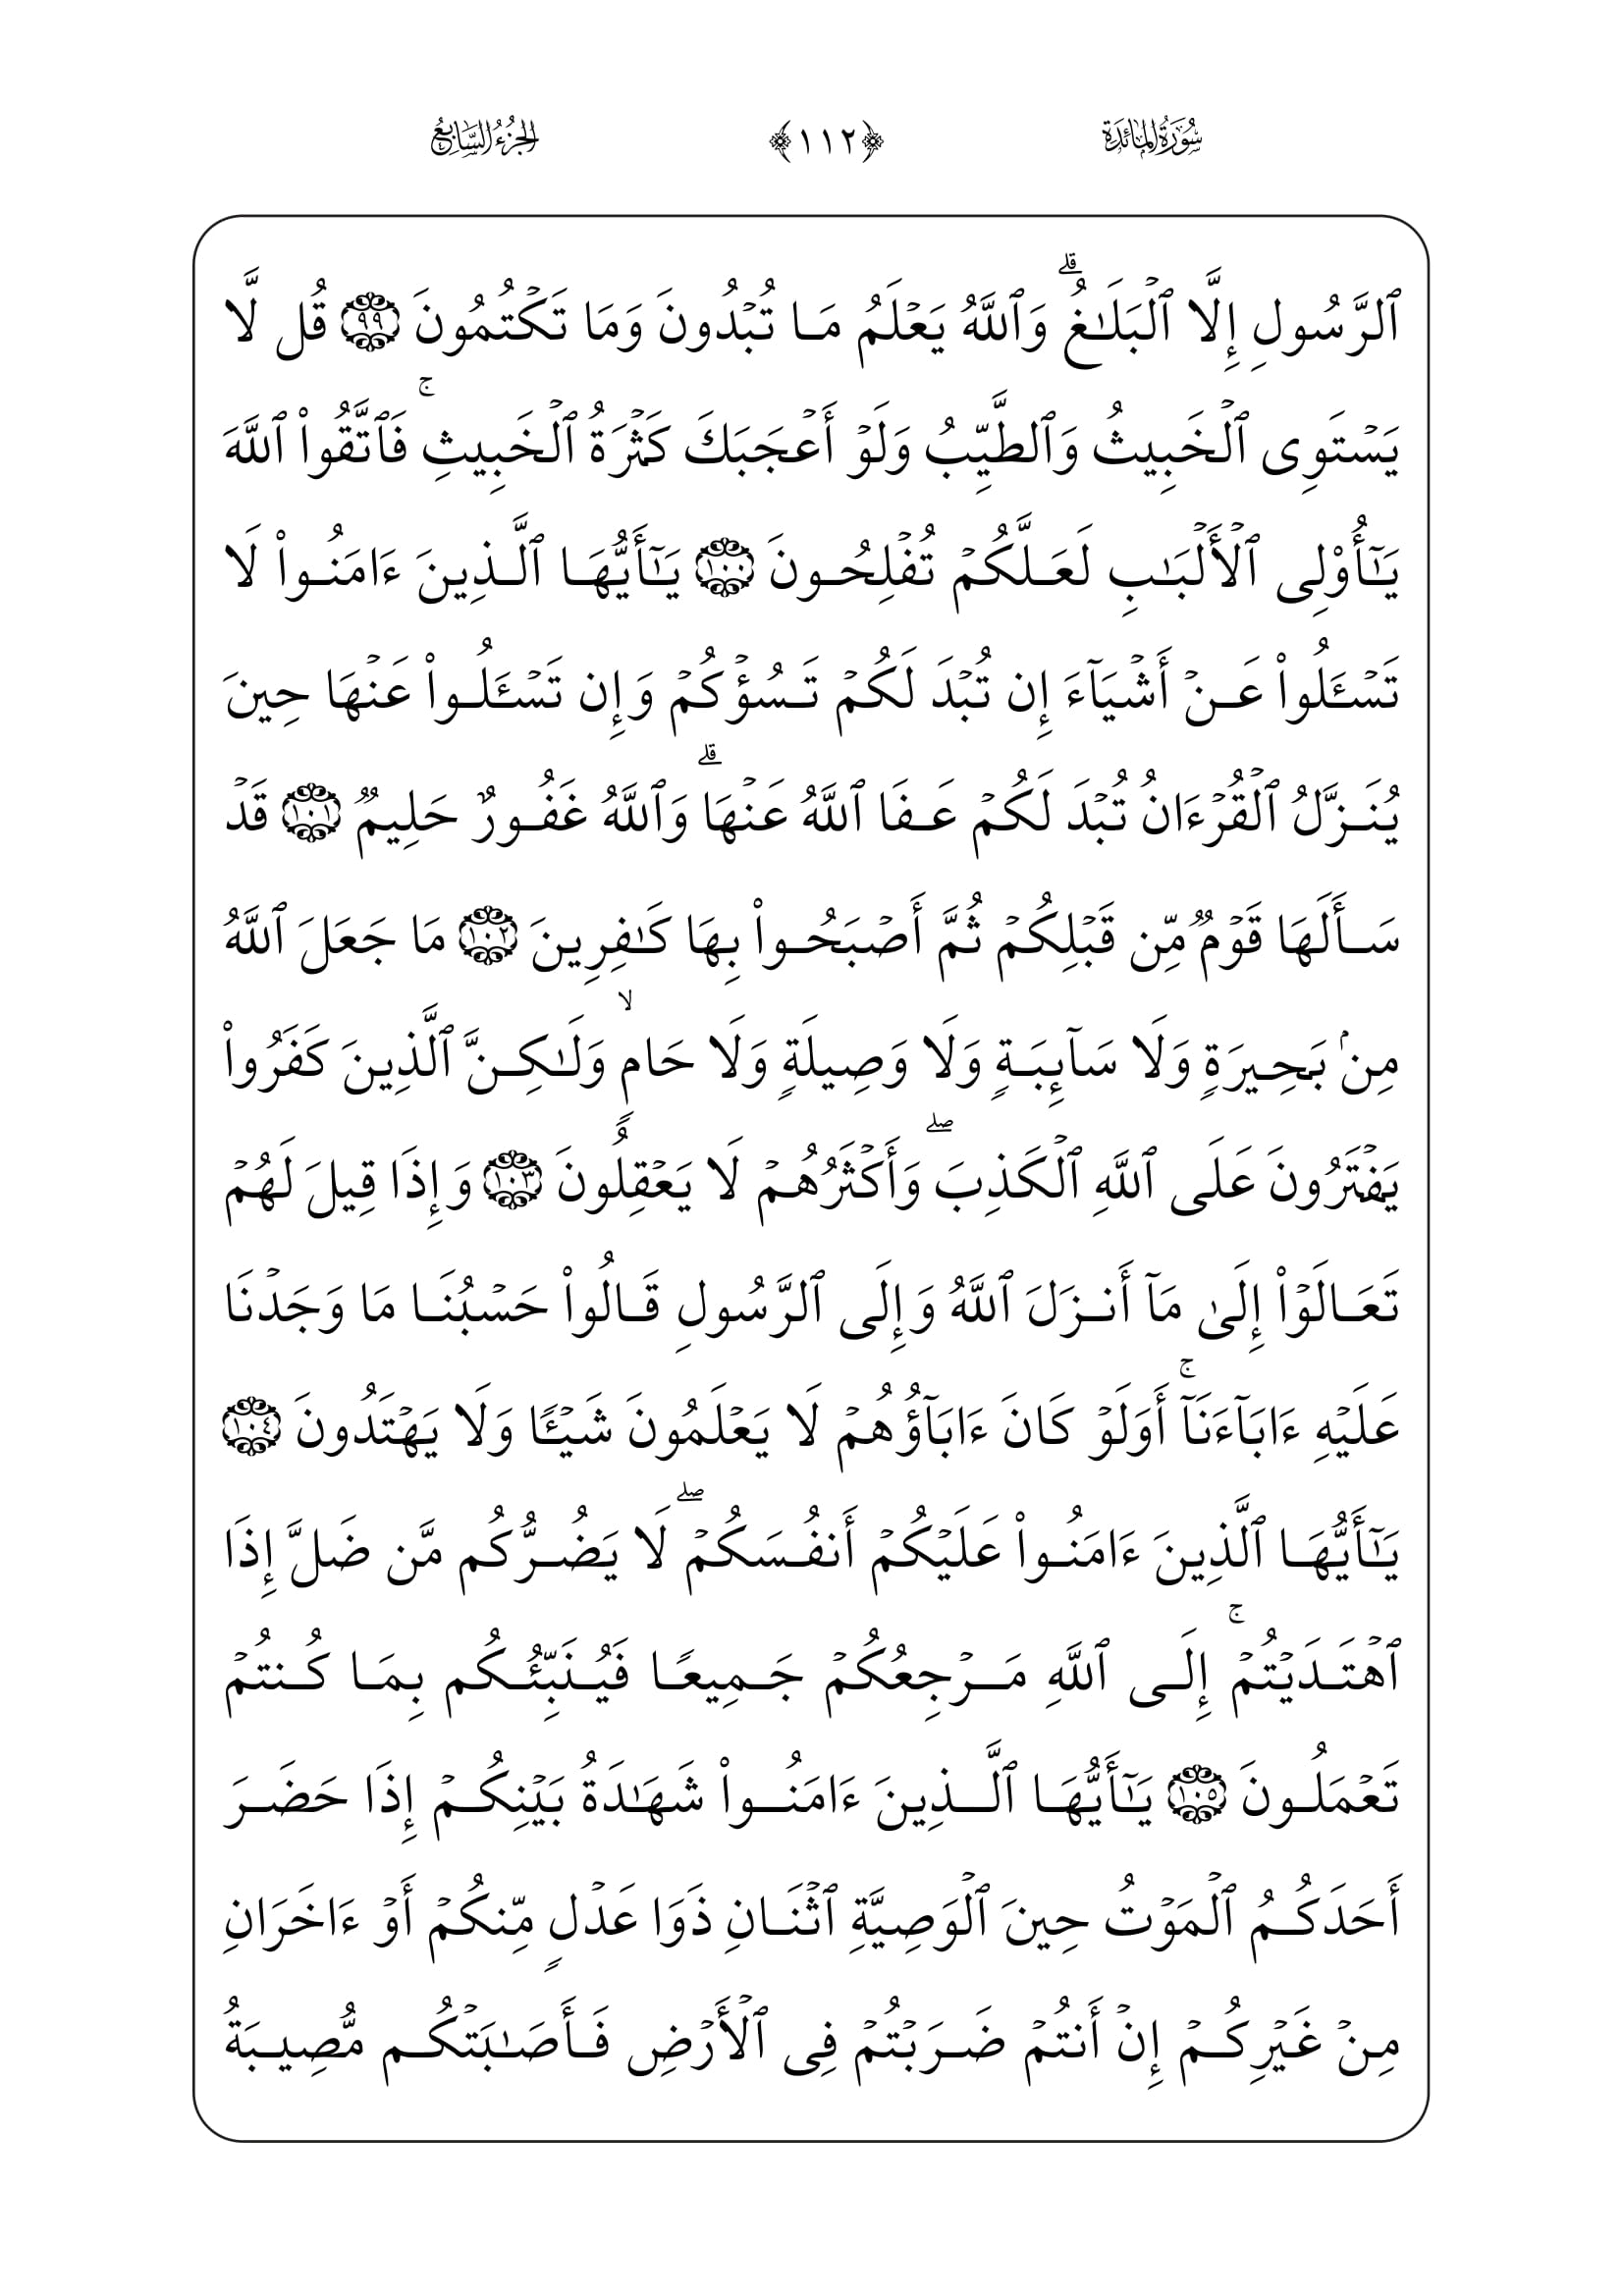 سُورَةُ المَائدَةِ ﴿١١٢﴾ الجُزءُ السَّابِعُ
ٱلرَّسُولِ إِلَّا ٱلۡبَلَٰغُۗ وَٱللَّهُ يَعۡلَمُ مَا تُبۡدُونَ وَمَا تَكۡتُمُونَ ٩٩ قُل لَّا
يَسۡتَوِى ٱلۡخَبِيثُ وَٱلطَّيِّبُ وَلَوۡ أَعۡجَبَكَ كَثۡرَةُ ٱلۡخَبِيثِۚ فَٱتَّقُواْ ٱللَّهَ
يَٰٓأُوْلِى ٱلۡأَلۡبَٰبِ لَعَلَّكُمۡ تُفۡلِحُونَ ١٠٠ يَٰٓأَيُّهَا ٱلَّذِينَ ءَامَنُواْ لَا
تَسۡـَٔلُواْ عَنۡ أَشۡيَآءَ إِن تُبۡدَ لَكُمۡ تَسُؤۡكُمۡ وَإِن تَسۡـَٔلُواْ عَنۡهَا حِينَ
يُنَزَّلُ ٱلۡقُرۡءَانُ تُبۡدَ لَكُمۡ عَفَا ٱللَّهُ عَنۡهَاۗ وَٱللَّهُ غَفُورٌ حَلِيمٞ ١٠١ قَدۡ
سَأَلَهَا قَوۡمٞ مِّن قَبۡلِكُمۡ ثُمَّ أَصۡبَحُواْ بِهَا كَٰفِرِينَ ١٠٢ مَا جَعَلَ ٱللَّهُ
مِنۢ بَحِيرَةٖ وَلَا سَآئِبَةٖ وَلَا وَصِيلَةٖ وَلَا حَامٖۙ وَلَٰكِنَّ ٱلَّذِينَ كَفَرُواْ
يَفۡتَرُونَ عَلَى ٱللَّهِ ٱلۡكَذِبَۖ وَأَكۡثَرُهُمۡ لَا يَعۡقِلُونَ ١٠٣ وَإِذَا قِيلَ لَهُمۡ
تَعَالَوۡاْ إِلَىٰ مَآ أَنزَلَ ٱللَّهُ وَإِلَى ٱلرَّسُولِ قَالُواْ حَسۡبُنَا مَا وَجَدۡنَا
عَلَيۡهِ ءَابَآءَنَآۚ أَوَلَوۡ كَانَ ءَابَآؤُهُمۡ لَا يَعۡلَمُونَ شَيۡـٔٗا وَلَا يَهۡتَدُونَ ١٠٤
يَٰٓأَيُّهَا ٱلَّذِينَ ءَامَنُواْ عَلَيۡكُمۡ أَنفُسَكُمۡۖ لَا يَضُرُّكُم مَّن ضَلَّ إِذَا
ٱهۡتَدَيۡتُمۡۚ إِلَى ٱللَّهِ مَرۡجِعُكُمۡ جَمِيعٗا فَيُنَبِّئُكُم بِمَا كُنتُمۡ
تَعۡمَلُونَ ١٠٥ يَٰٓأَيُّهَا ٱلَّذِينَ ءَامَنُواْ شَهَٰدَةُ بَيۡنِكُمۡ إِذَا حَضَرَ
أَحَدَكُمُ ٱلۡمَوۡتُ حِينَ ٱلۡوَصِيَّةِ ٱثۡنَانِ ذَوَا عَدۡلٖ مِّنكُمۡ أَوۡ ءَاخَرَانِ
مِنۡ غَيۡرِكُمۡ إِنۡ أَنتُمۡ ضَرَبۡتُمۡ فِى ٱلۡأَرۡضِ فَأَصَٰبَتۡكُم مُّصِيبَةُ